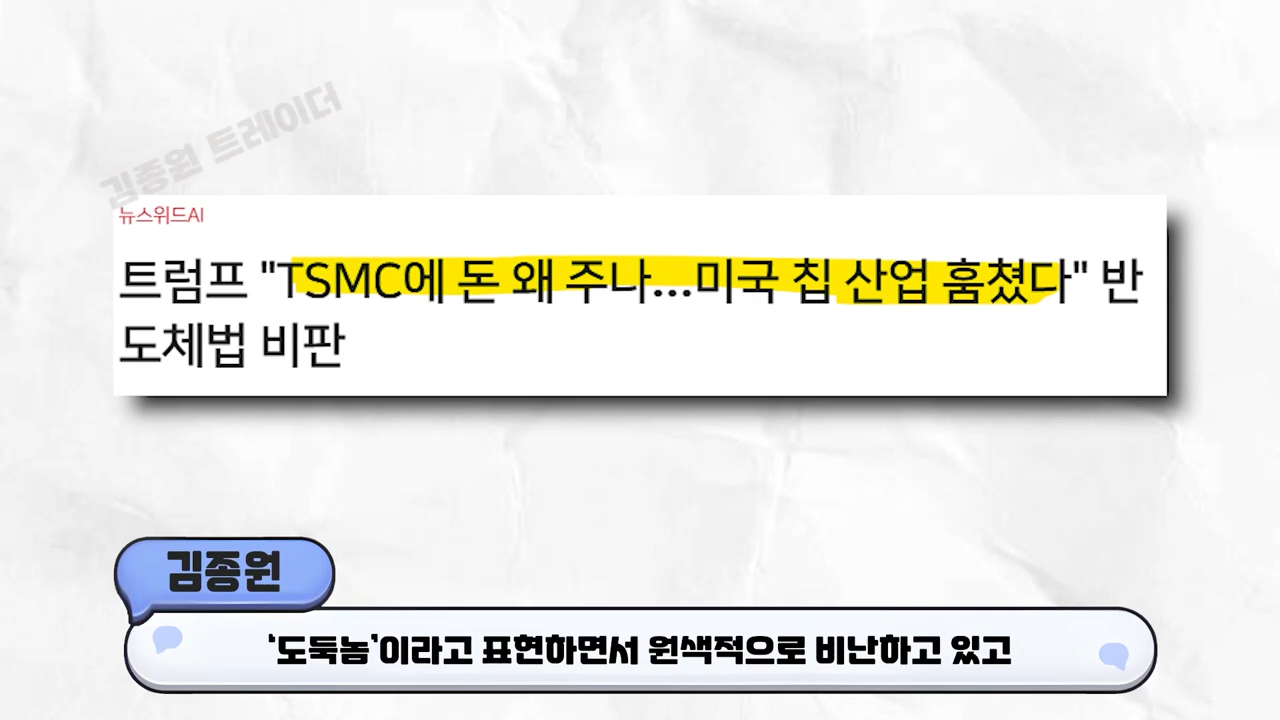 김종원 트레이더
뉴스위드AI
트럼프 "TSMC에 돈 왜 주나...미국 칩 산업 훔쳤다" 반
도체법 비판
김종원
‘도둑놈’이라고 표현하면서 원색적으로 비난하고 있고